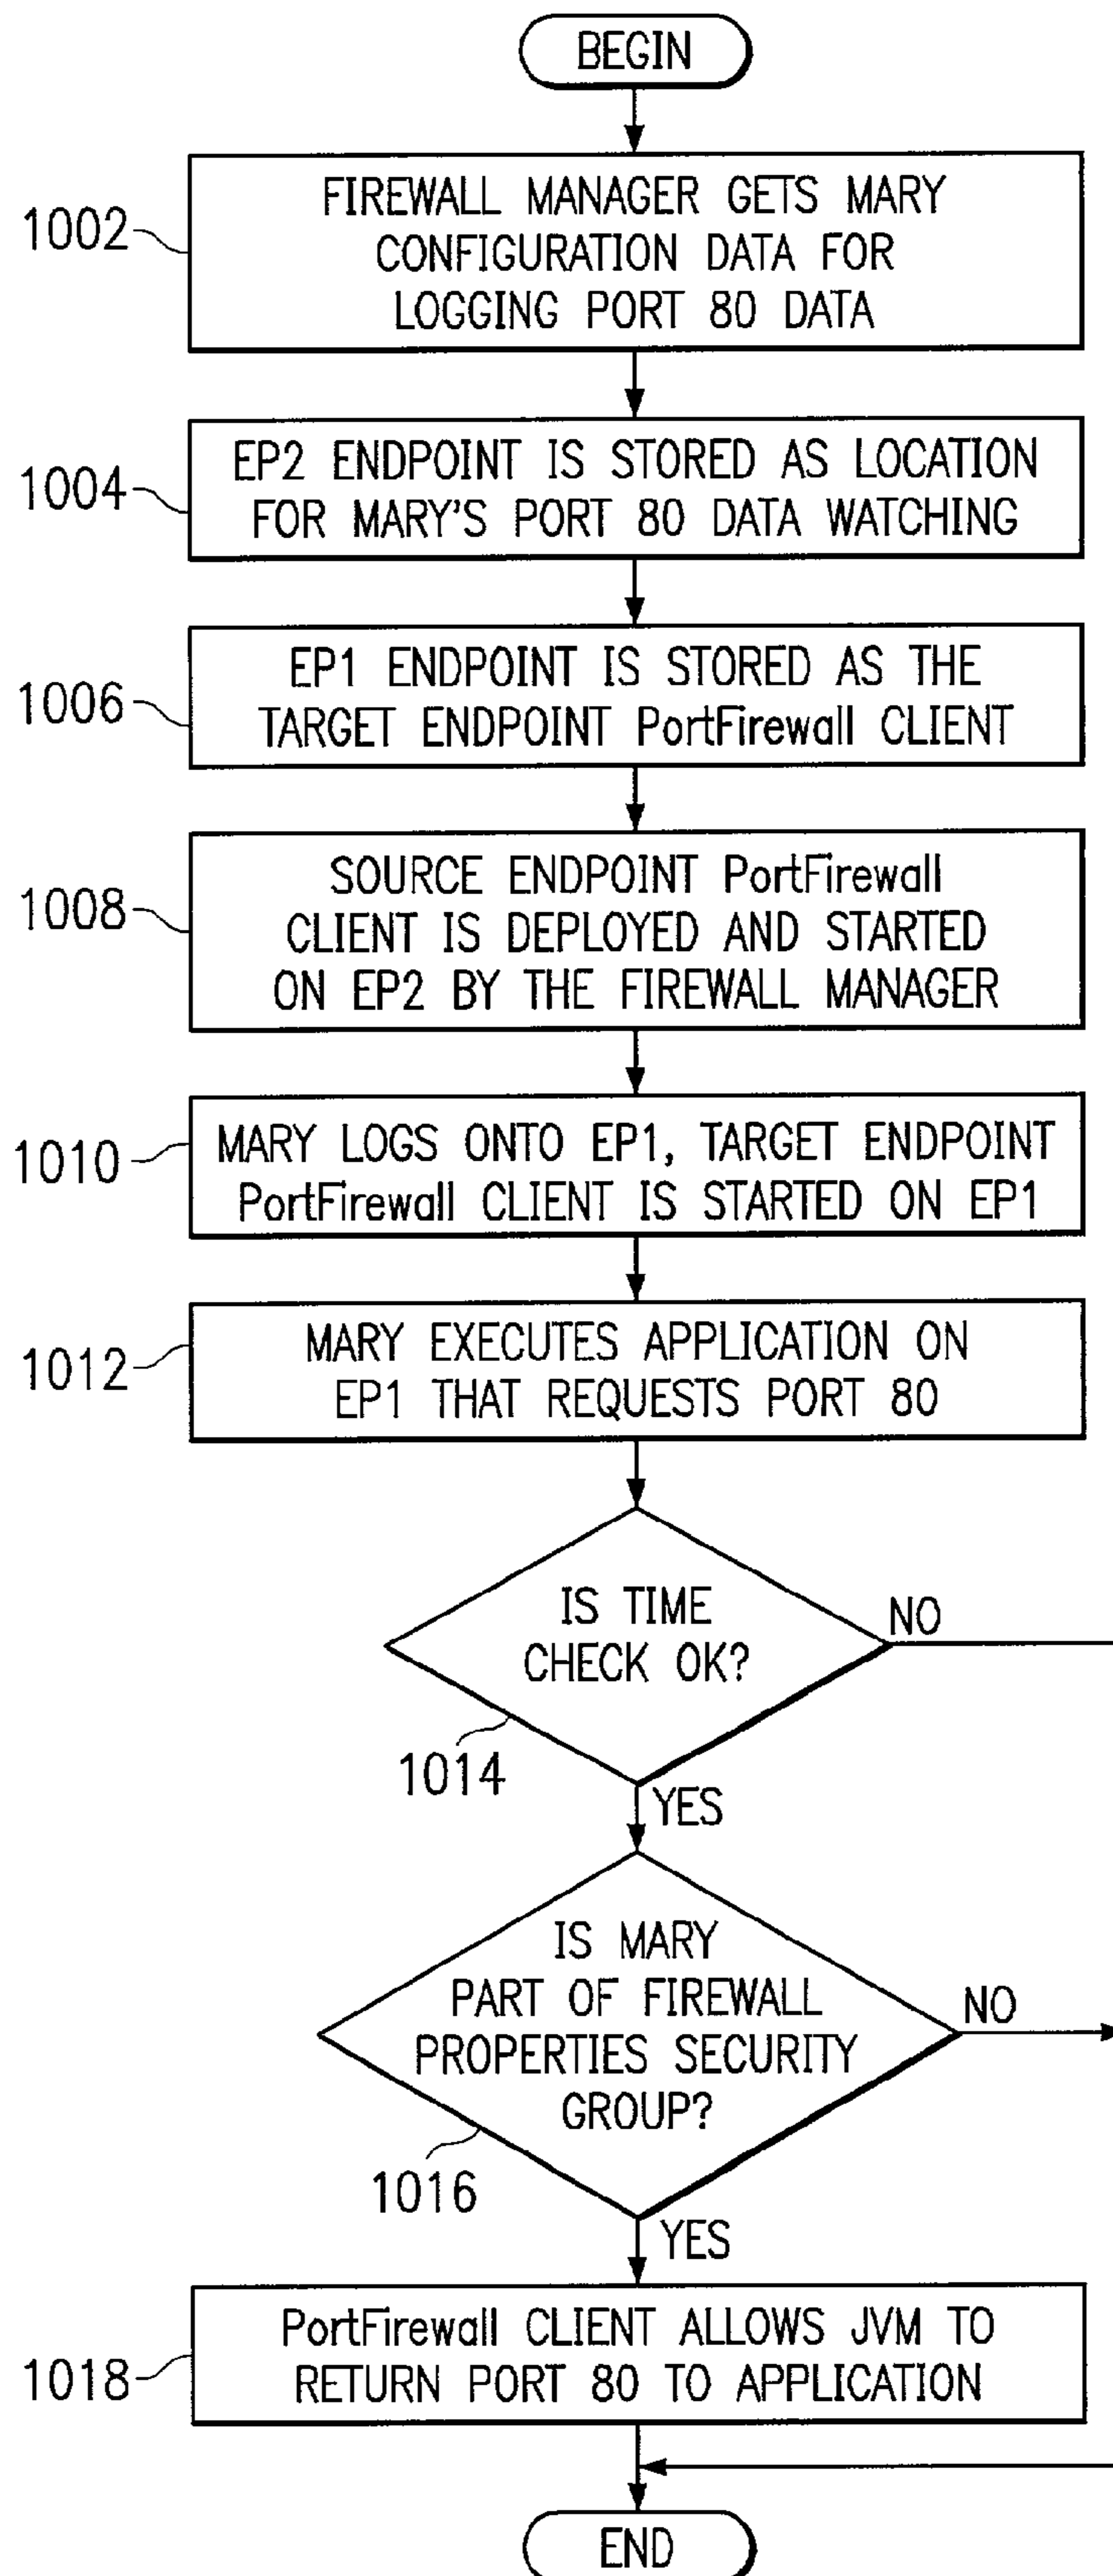 BEGIN
1002
FIREWALL MANAGER GETS MARY
CONFIGURATION DATA FOR
LOGGING PORT 80 DATA
1004
EP2 ENDPOINT IS STORED AS LOCATION
FOR MARY'S PORT 80 DATA WATCHING
1006
EP1 ENDPOINT IS STORED AS THE
TARGET ENDPOINT PortFirewall CLIENT
1008
SOURCE ENDPOINT PortFirewall
CLIENT IS DEPLOYED AND STARTED
ON EP2 BY THE FIREWALL MANAGER
1010
MARY LOGS ONTO EP1, TARGET ENDPOINT
PortFirewall CLIENT IS STARTED ON EP1
1012
MARY EXECUTES APPLICATION ON
EP1 THAT REQUESTS PORT 80
IS TIME
CHECK OK?
NO
1014
YES
IS MARY
PART OF FIREWALL
PROPERTIES SECURITY
GROUP?
NO
1016
YES
1018
PortFirewall CLIENT ALLOWS JVM TO
RETURN PORT 80 TO APPLICATION
END